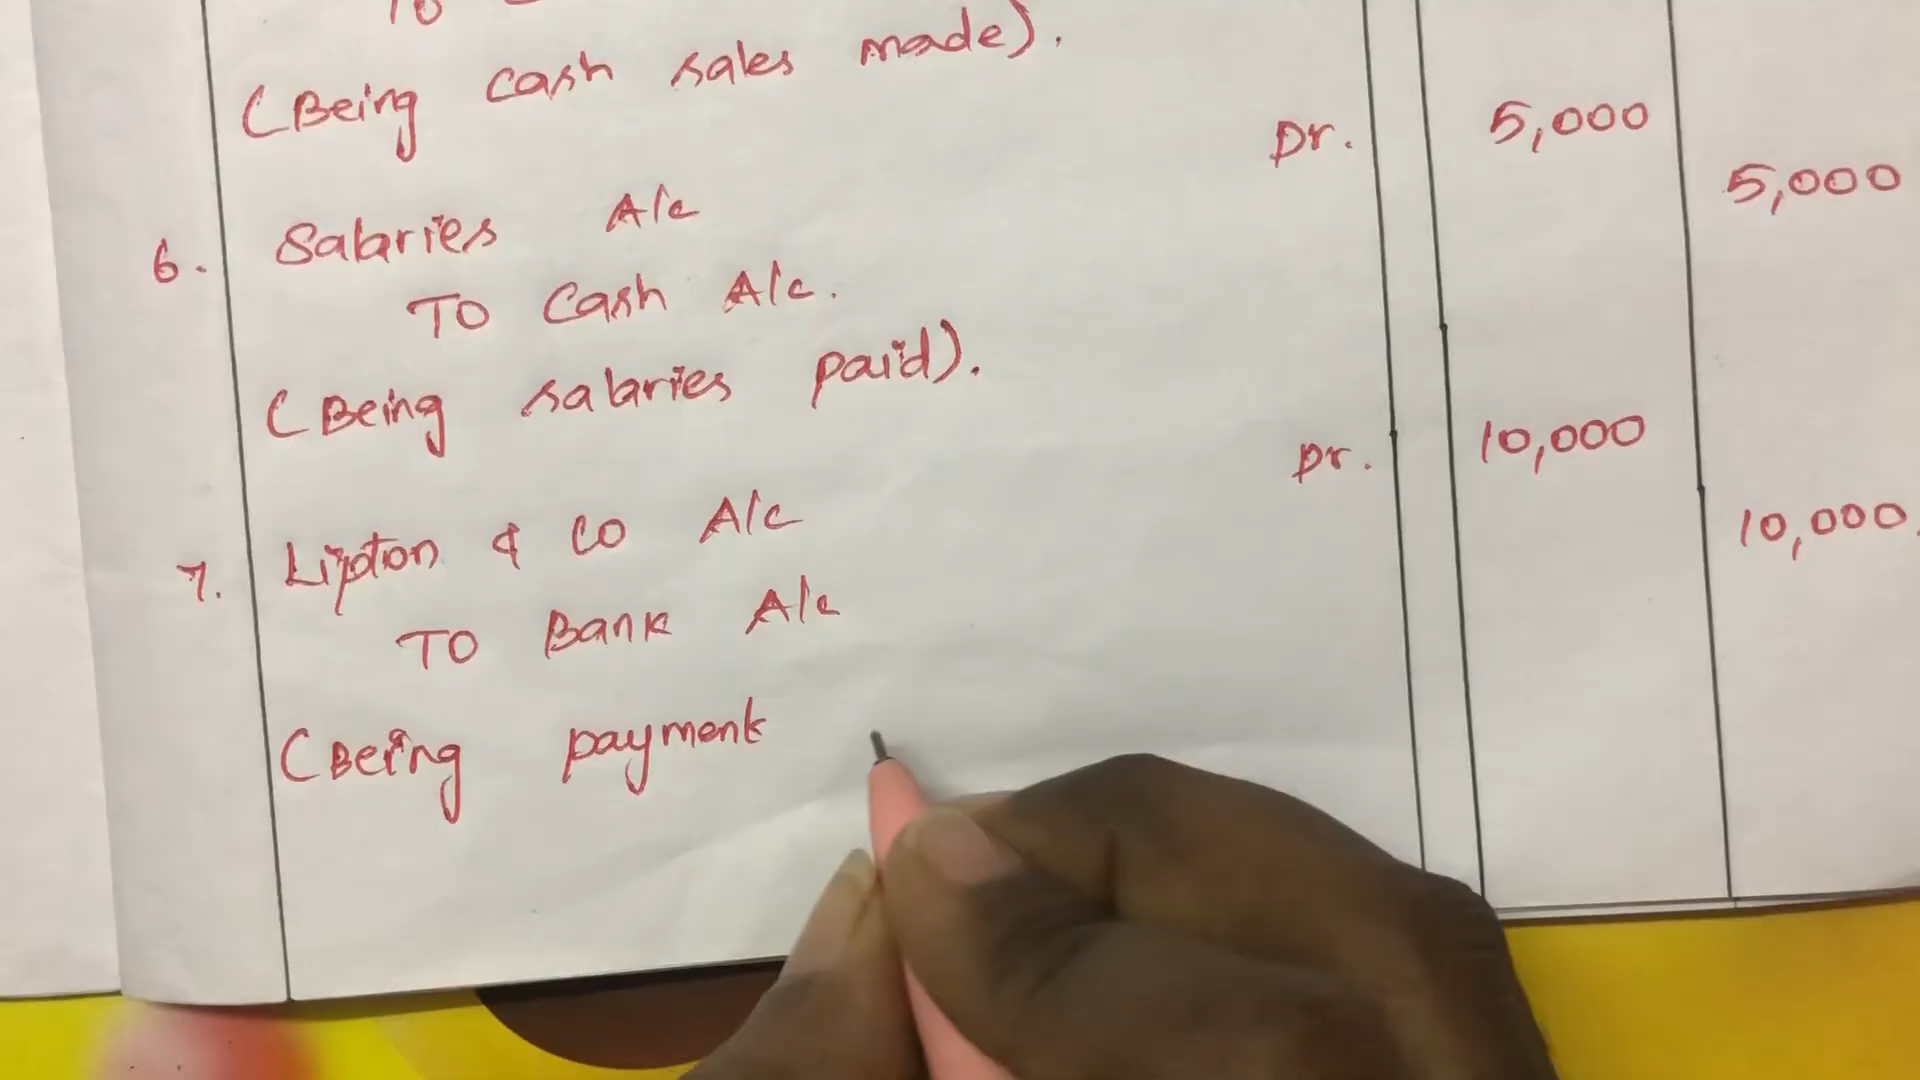 To
(Being cash sales made).
6. Salaries A/c Dr. 5,000
To Cash A/c. 5,000
(Being salaries paid).
7. Lipton & Co A/c Dr. 10,000
To Bank A/c 10,000
(Being payment